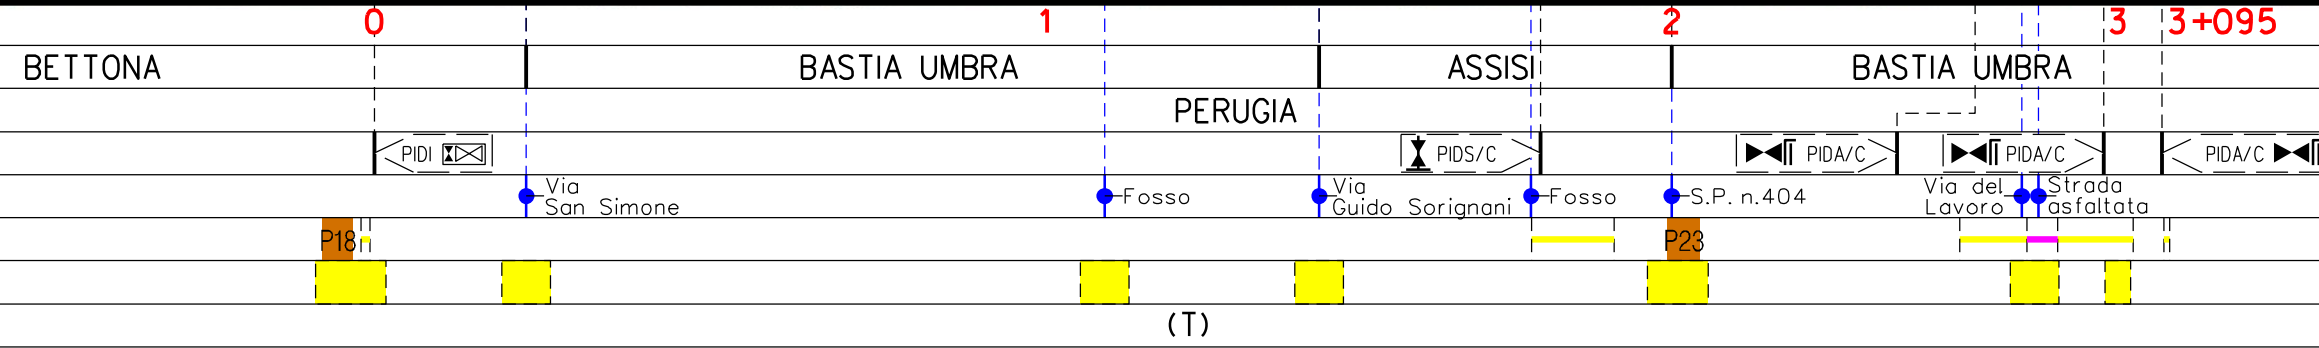 0 1 2 3 3+095
BETTONA BASTIA UMBRA ASSISI BASTIA UMBRA
PERUGIA
PIDI PIDS/C PIDA/C PIDA/C PIDA/C
Via
San Simone
Fosso
Via
Guido Sorignani
Fosso
S.P. n.404
Via del
Lavoro
Strada
asfaltata
P18 P23
(T)